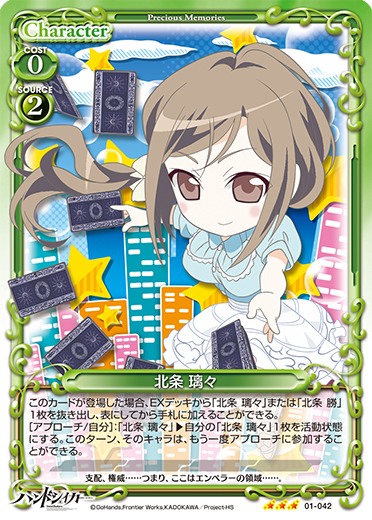 Precious Memories
Character
COST
0
SOURCE
2
北条 璃々
このカードが登場した場合、EXデッキから「北条 璃々」または「北条 勝」
1枚を抜き出し、表にしてから手札に加えることができる。
[アプローチ/自分]:「北条 璃々」▶自分の「北条 璃々」1枚を活動状
態にする。このターン、そのキャラは、もう一度アプローチに参加するこ
とができる。
支配、権威……つまり、ここはエンペラーの領域……。
ハンドシェイカー
01-042
©GoHands,Frontier Works,KADOKAWA／Project-HS